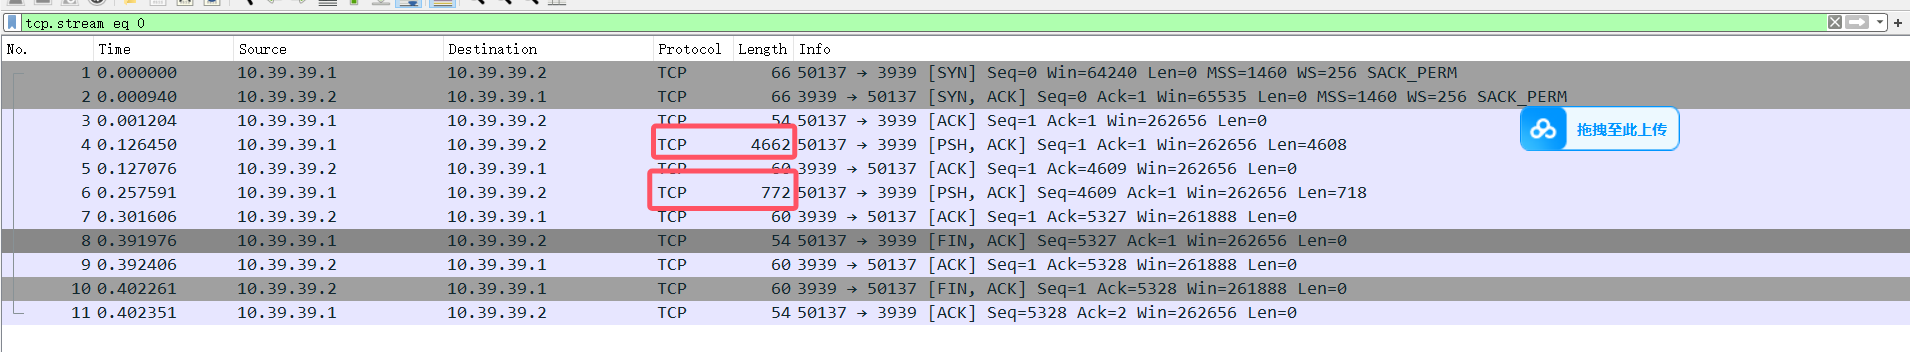 tcp.stream eq 0
No. Time Source Destination Protocol Length Info
1 0.000000 10.39.39.1 10.39.39.2 TCP 66 50137 → 3939 [SYN] Seq=0 Win=64240 Len=0 MSS=1460 WS=256 SACK_PERM
2 0.000940 10.39.39.2 10.39.39.1 TCP 66 3939 → 50137 [SYN, ACK] Seq=0 Ack=1 Win=65535 Len=0 MSS=1460 WS=256 SACK_PERM
3 0.001204 10.39.39.1 10.39.39.2 TCP 54 50137 → 3939 [ACK] Seq=1 Ack=1 Win=262656 Len=0
拖拽至此上传
4 0.126450 10.39.39.1 10.39.39.2 TCP 4662 50137 → 3939 [PSH, ACK] Seq=1 Ack=1 Win=262656 Len=4608
5 0.127076 10.39.39.2 10.39.39.1 TCP 60 3939 → 50137 [ACK] Seq=1 Ack=4609 Win=262656 Len=0
6 0.257591 10.39.39.1 10.39.39.2 TCP 772 50137 → 3939 [PSH, ACK] Seq=4609 Ack=1 Win=262656 Len=718
7 0.301606 10.39.39.2 10.39.39.1 TCP 60 3939 → 50137 [ACK] Seq=1 Ack=5327 Win=261888 Len=0
8 0.391976 10.39.39.1 10.39.39.2 TCP 54 50137 → 3939 [FIN, ACK] Seq=5327 Ack=1 Win=262656 Len=0
9 0.392406 10.39.39.2 10.39.39.1 TCP 60 3939 → 50137 [ACK] Seq=1 Ack=5328 Win=261888 Len=0
10 0.402261 10.39.39.2 10.39.39.1 TCP 60 3939 → 50137 [FIN, ACK] Seq=1 Ack=5328 Win=261888 Len=0
11 0.402351 10.39.39.1 10.39.39.2 TCP 54 50137 → 3939 [ACK] Seq=5328 Ack=2 Win=262656 Len=0